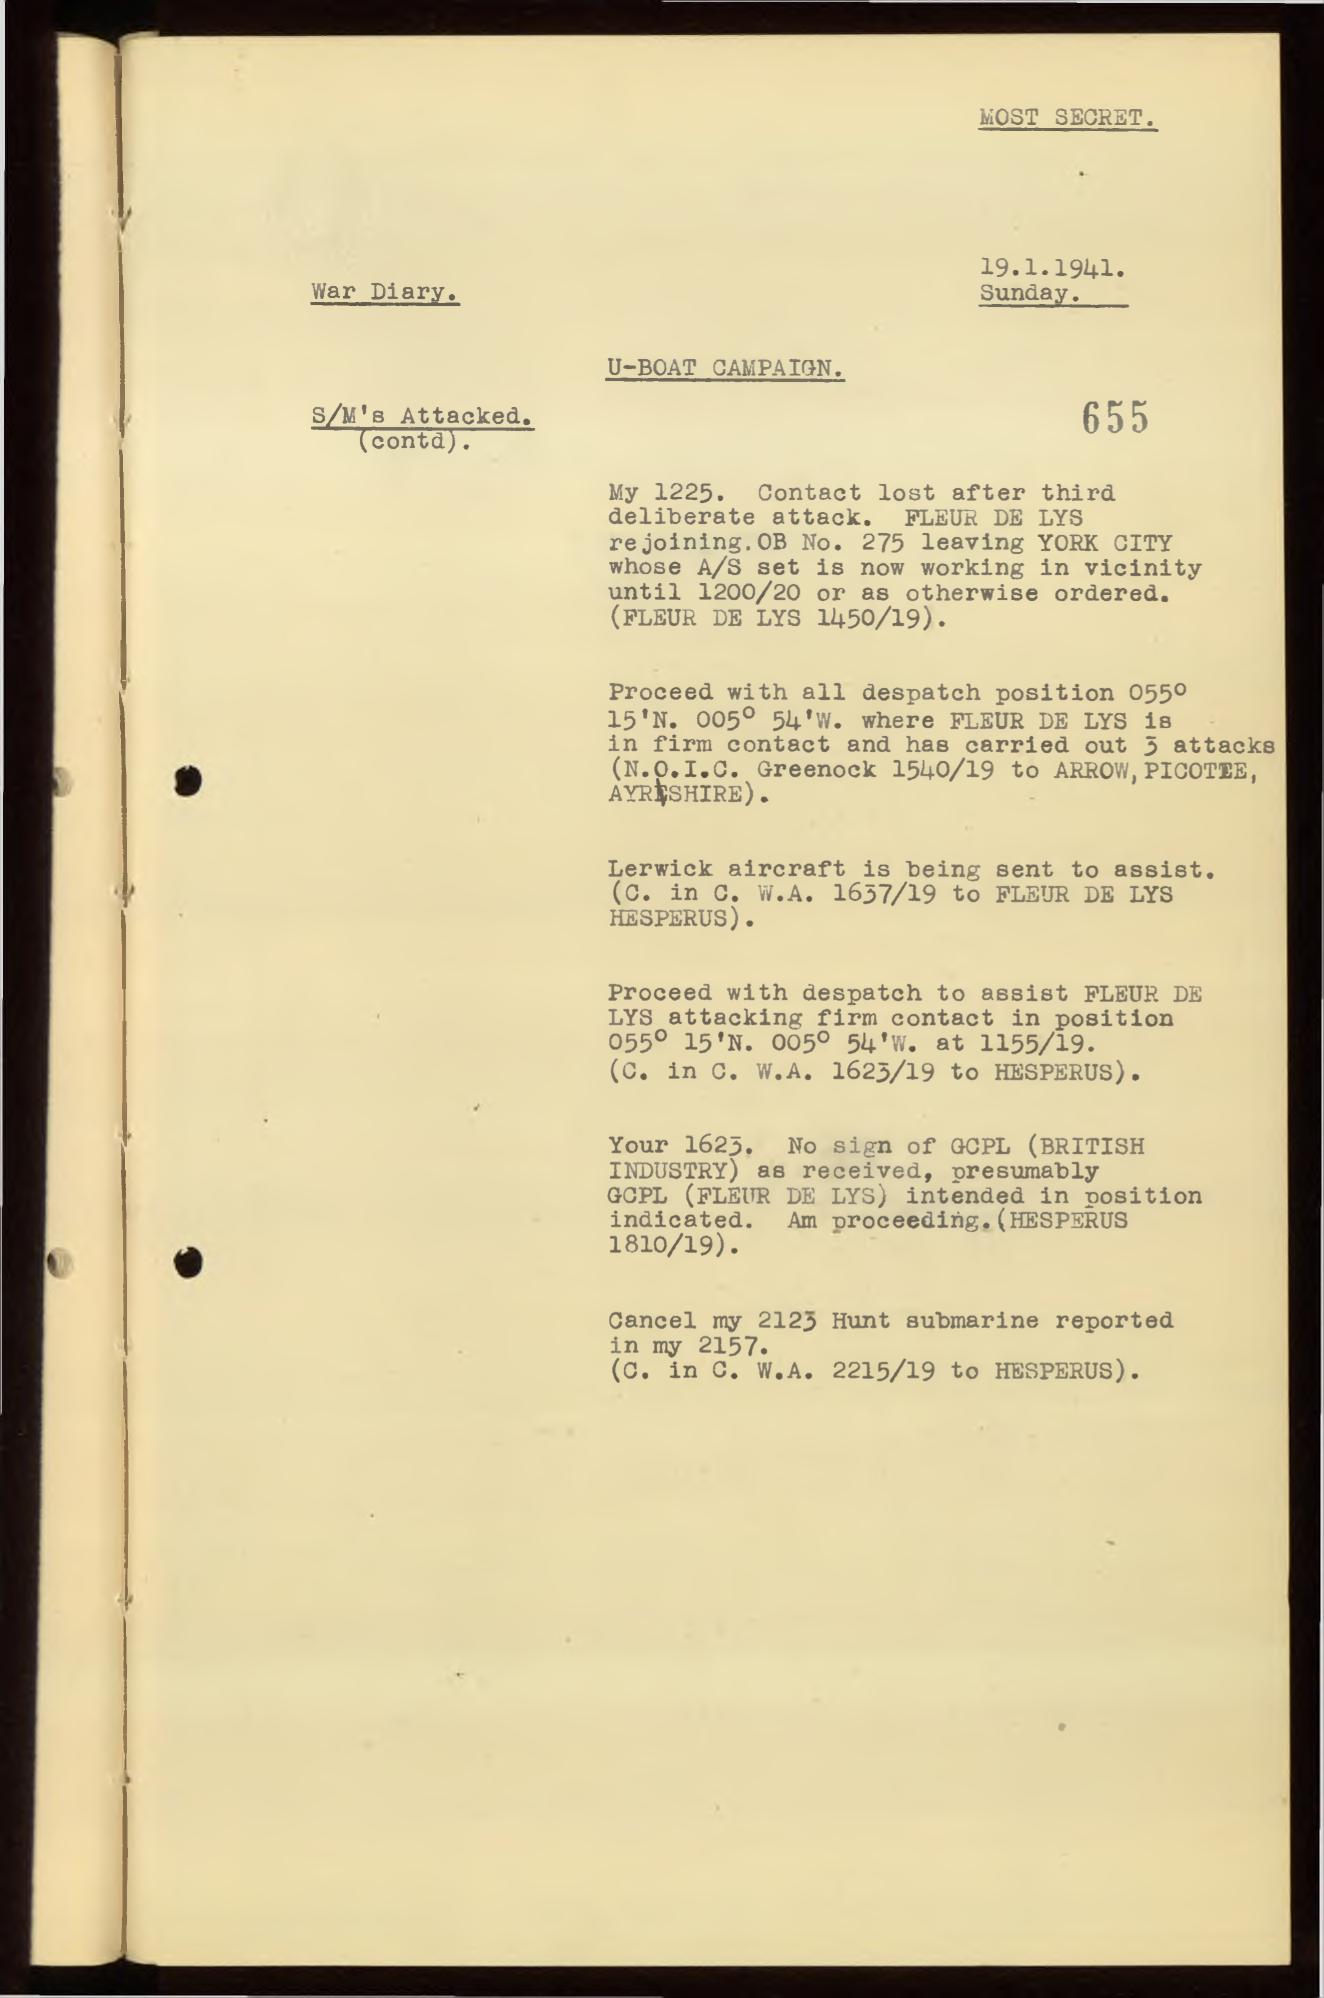 MOST SECRET.
19.1.1941.
War Diary.
Sunday.
U-BOAT CAMPAIGN.
S/M's Attacked.
655
(contd).
My 1225. Contact lost after third
deliberate attack. FLEUR DE LYS
rejoining.OB No. 275 leaving YORK CITY
whose A/S set is now working in vicinity
until 1200/20 or as otherwise ordered.
(FLEUR DE LYS 1450/19).
Proceed with all despatch position 055°
15'N. 005° 54'W. where FLEUR DE LYS is
in firm contact and has carried out 3 attacks
(N.O.I.C. Greenock 1540/19 to ARROW, PICOTEE,
AYRSHIRE).
Lerwick aircraft is being sent to assist.
(C. in C. W.A. 1637/19 to FLEUR DE LYS
HESPERUS).
Proceed with despatch to assist FLEUR DE
LYS attacking firm contact in position
055° 15'N. 005° 54'W. at 1155/19.
(C. in C. W.A. 1623/19 to HESPERUS).
Your 1623. No sign of GCPL (BRITISH
INDUSTRY) as received, presumably
GCPL (FLEUR DE LYS) intended in position
indicated. Am proceeding.(HESPERUS
1810/19).
Cancel my 2123 Hunt submarine reported
in my 2157.
(C. in C. W.A. 2215/19 to HESPERUS).